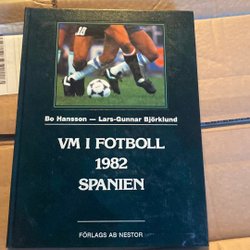 Bo Hansson — Lars-Gunnar Björklund
VM I FOTBOLL
1982
SPANIEN
FÖRLAGS AB NESTOR